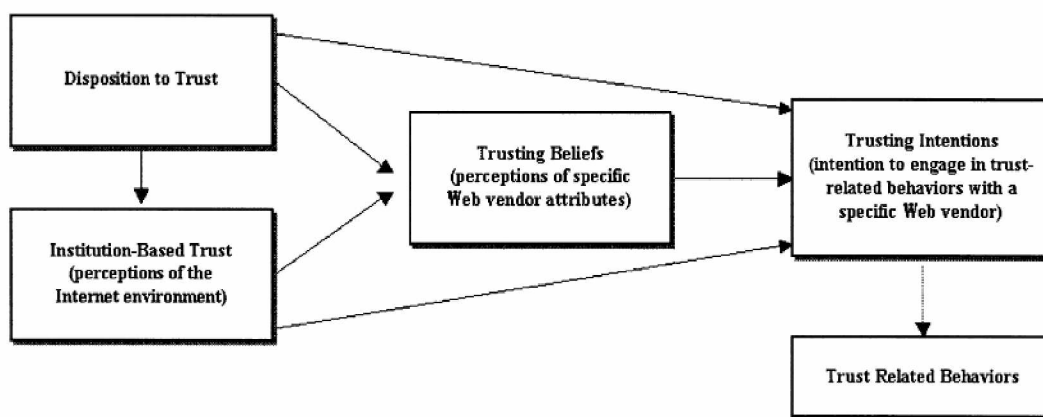 Disposition to Trust
Institution-Based Trust
(perceptions of the
Internet environment)
Trusting Beliefs
(perceptions of specific
Web vendor attributes)
Trusting Intentions
(intention to engage in trust-
related behaviors with a
specific Web vendor)
Trust Related Behaviors